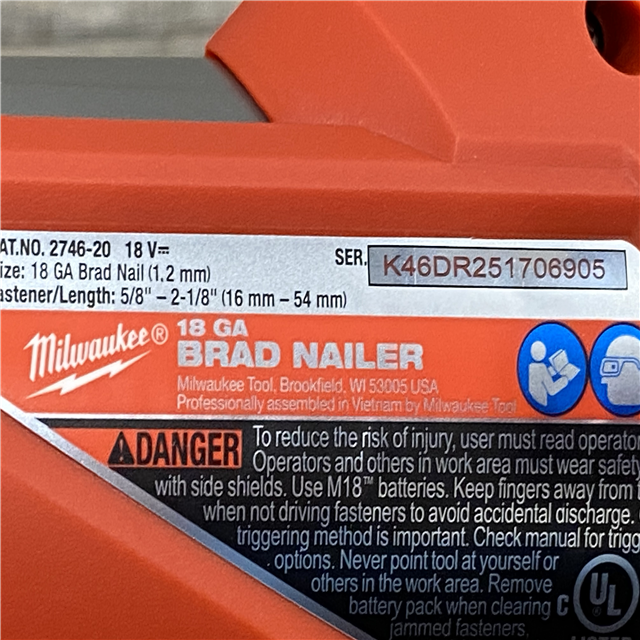 AT.NO. 2746-20 18 V⎓ SER. K46DR251706905
ize: 18 GA Brad Nail (1.2 mm)
astener/Length: 5/8" – 2-1/8" (16 mm – 54 mm)
Milwaukee® 18 GA
BRAD NAILER
Milwaukee Tool, Brookfield, WI 53005 USA
Professionally assembled in Vietnam by Milwaukee Tool
⚠DANGER To reduce the risk of injury, user must read operato
Operators and others in work area must wear safet
with side shields. Use M18™ batteries. Keep fingers away from t
when not driving fasteners to avoid accidental discharge.
triggering method is important. Check manual for trigg
options. Never point tool at yourself or
others in the work area. Remove
battery pack when clearing
jammed fasteners.
C UL
LISTED